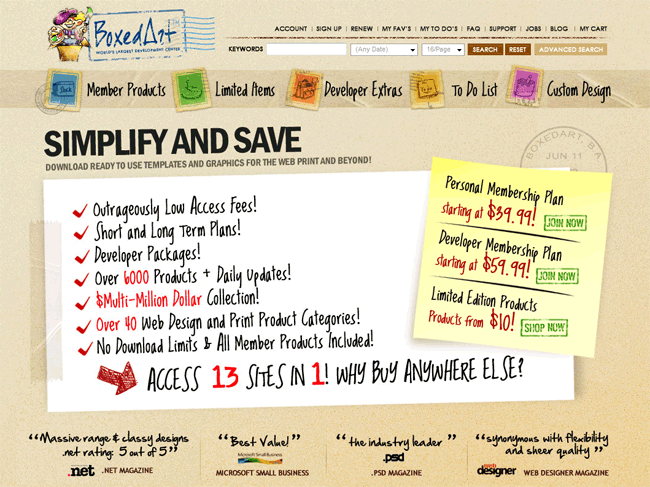 BoxedArt
WORLD'S LARGEST DEVELOPMENT CENTER
ACCOUNT | SIGN UP | RENEW | MY FAV'S | MY TO DO'S | FAQ | SUPPORT | JOBS | BLOG | MY CART
KEYWORDS (Any Date) 16/Page SEARCH RESET ADVANCED SEARCH
Member Products Limited Items Developer Extras To Do List Custom Design
SIMPLIFY AND SAVE
DOWNLOAD READY TO USE TEMPLATES AND GRAPHICS FOR THE WEB PRINT AND BEYOND!
BOXEDART, B.A.
JUN 11
Outrageously Low Access Fees!
Short and Long Term Plans!
Developer Packages!
Over 6000 Products + Daily Updates!
$Multi-Million Dollar Collection!
Over 40 Web Design and Print Product Categories!
No Download Limits & All Member Products Included!
ACCESS 13 SITES IN 1! WHY BUY ANYWHERE ELSE?
Personal Membership Plan
starting at $39.99! JOIN NOW
Developer Membership Plan
starting at $59.99! JOIN NOW
Limited Edition Products
Products from $10! SHOP NOW
“Massive range & classy designs
.net rating: 5 out of 5”
.net .NET MAGAZINE
“Best Value!”
Microsoft Small Business
MICROSOFT SMALL BUSINESS
“the industry leader”
.psd
.PSD MAGAZINE
“synonymous with flexibility
and sheer quality”
web designer WEB DESIGNER MAGAZINE